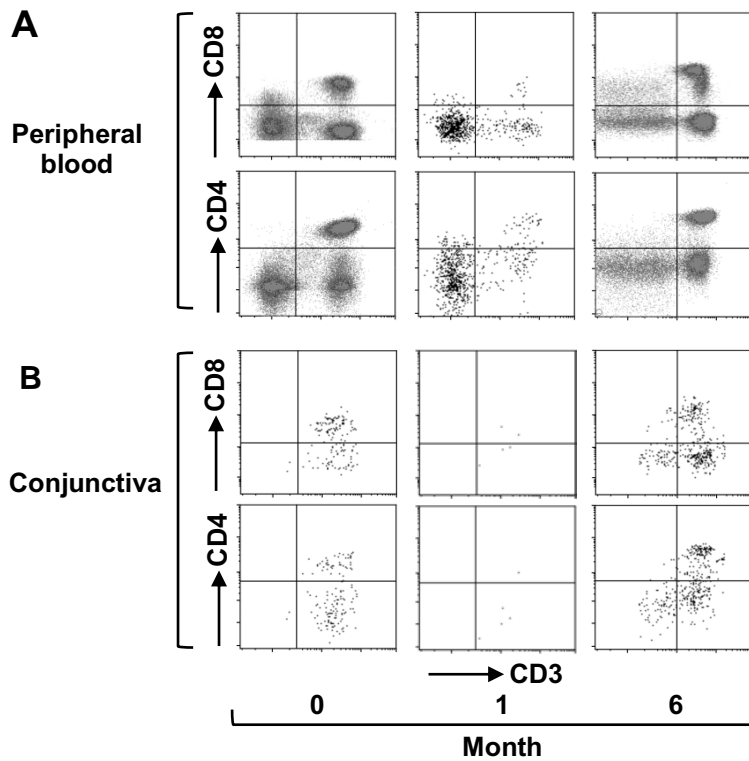 A
CD8
Peripheral
blood
CD4
B
CD8
Conjunctiva
CD4
CD3
0 1 6
Month